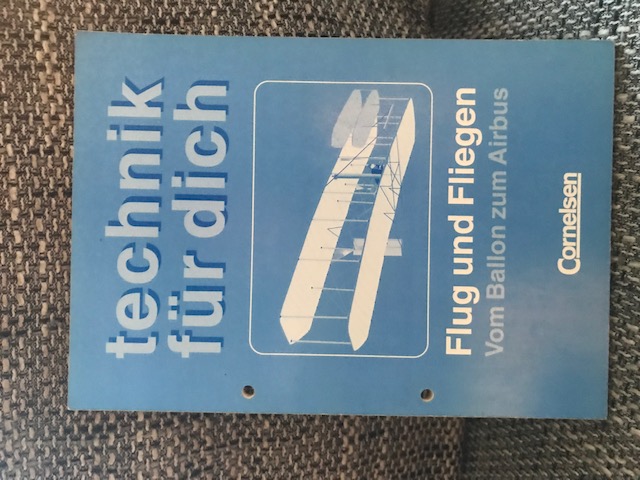 technik
für dich
Flug und Fliegen
Vom Ballon zum Airbus
Cornelsen